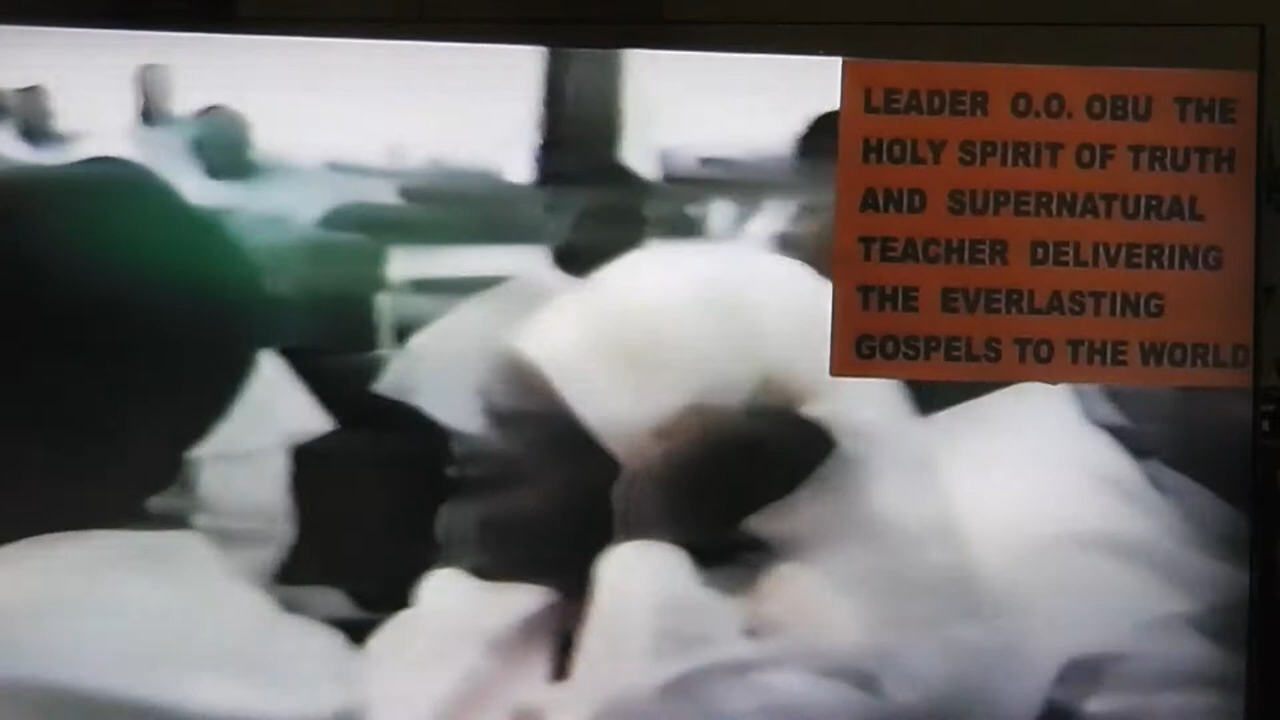 LEADER O.O. OBU THE
HOLY SPIRIT OF TRUTH
AND SUPERNATURAL
TEACHER DELIVERING
THE EVERLASTING
GOSPELS TO THE WORLD